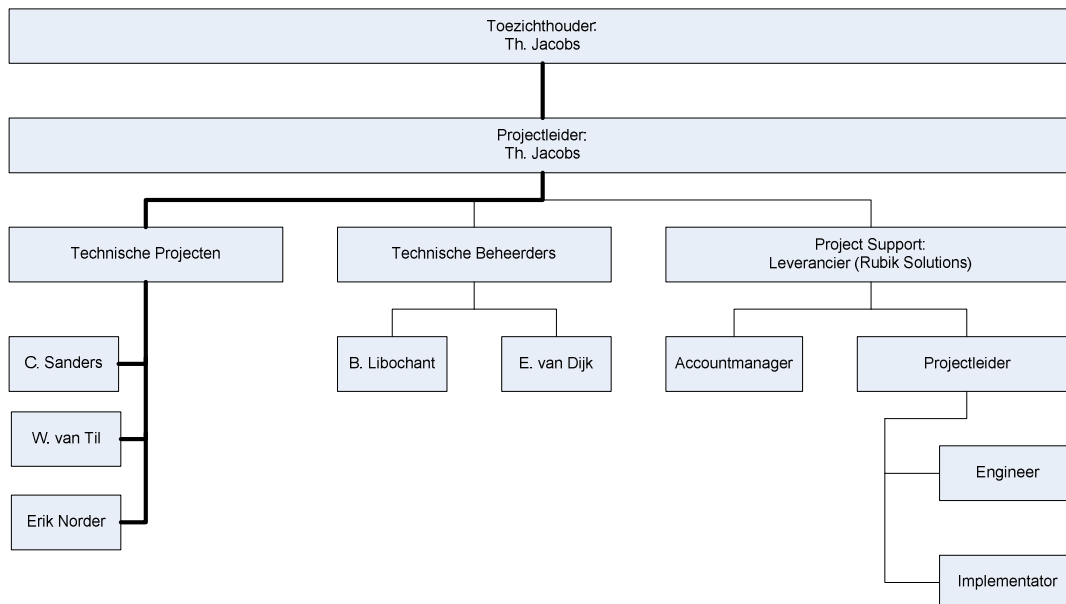 Toezichthouder:
Th. Jacobs
Projectleider:
Th. Jacobs
Technische Projecten
Technische Beheerders
Project Support:
Leverancier (Rubik Solutions)
C. Sanders
B. Libochant
E. van Dijk
Accountmanager
Projectleider
W. van Til
Engineer
Erik Norder
Implementator